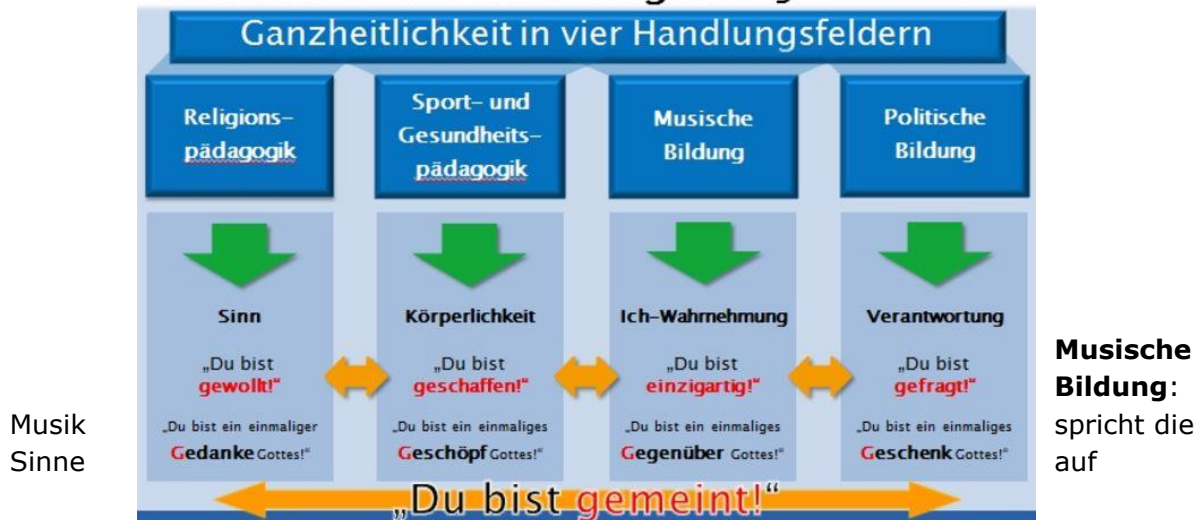 Ganzheitlichkeit in vier Handlungsfeldern
Religions-
pädagogik
Sport- und
Gesundheits-
pädagogik
Musische
Bildung
Politische
Bildung
Sinn
„Du bist
gewollt!“
„Du bist ein einmaliger
Gedanke Gottes!“
Körperlichkeit
„Du bist
geschaffen!“
„Du bist ein einmaliges
Geschöpf Gottes!“
Ich-Wahrnehmung
„Du bist
einzigartig!“
„Du bist ein einmaliges
Gegenüber Gottes!“
Verantwortung
„Du bist
gefragt!“
„Du bist ein einmaliges
Geschenk Gottes!“
„Du bist gemeint!“
Musische
Bildung:
Musik spricht die
Sinne auf